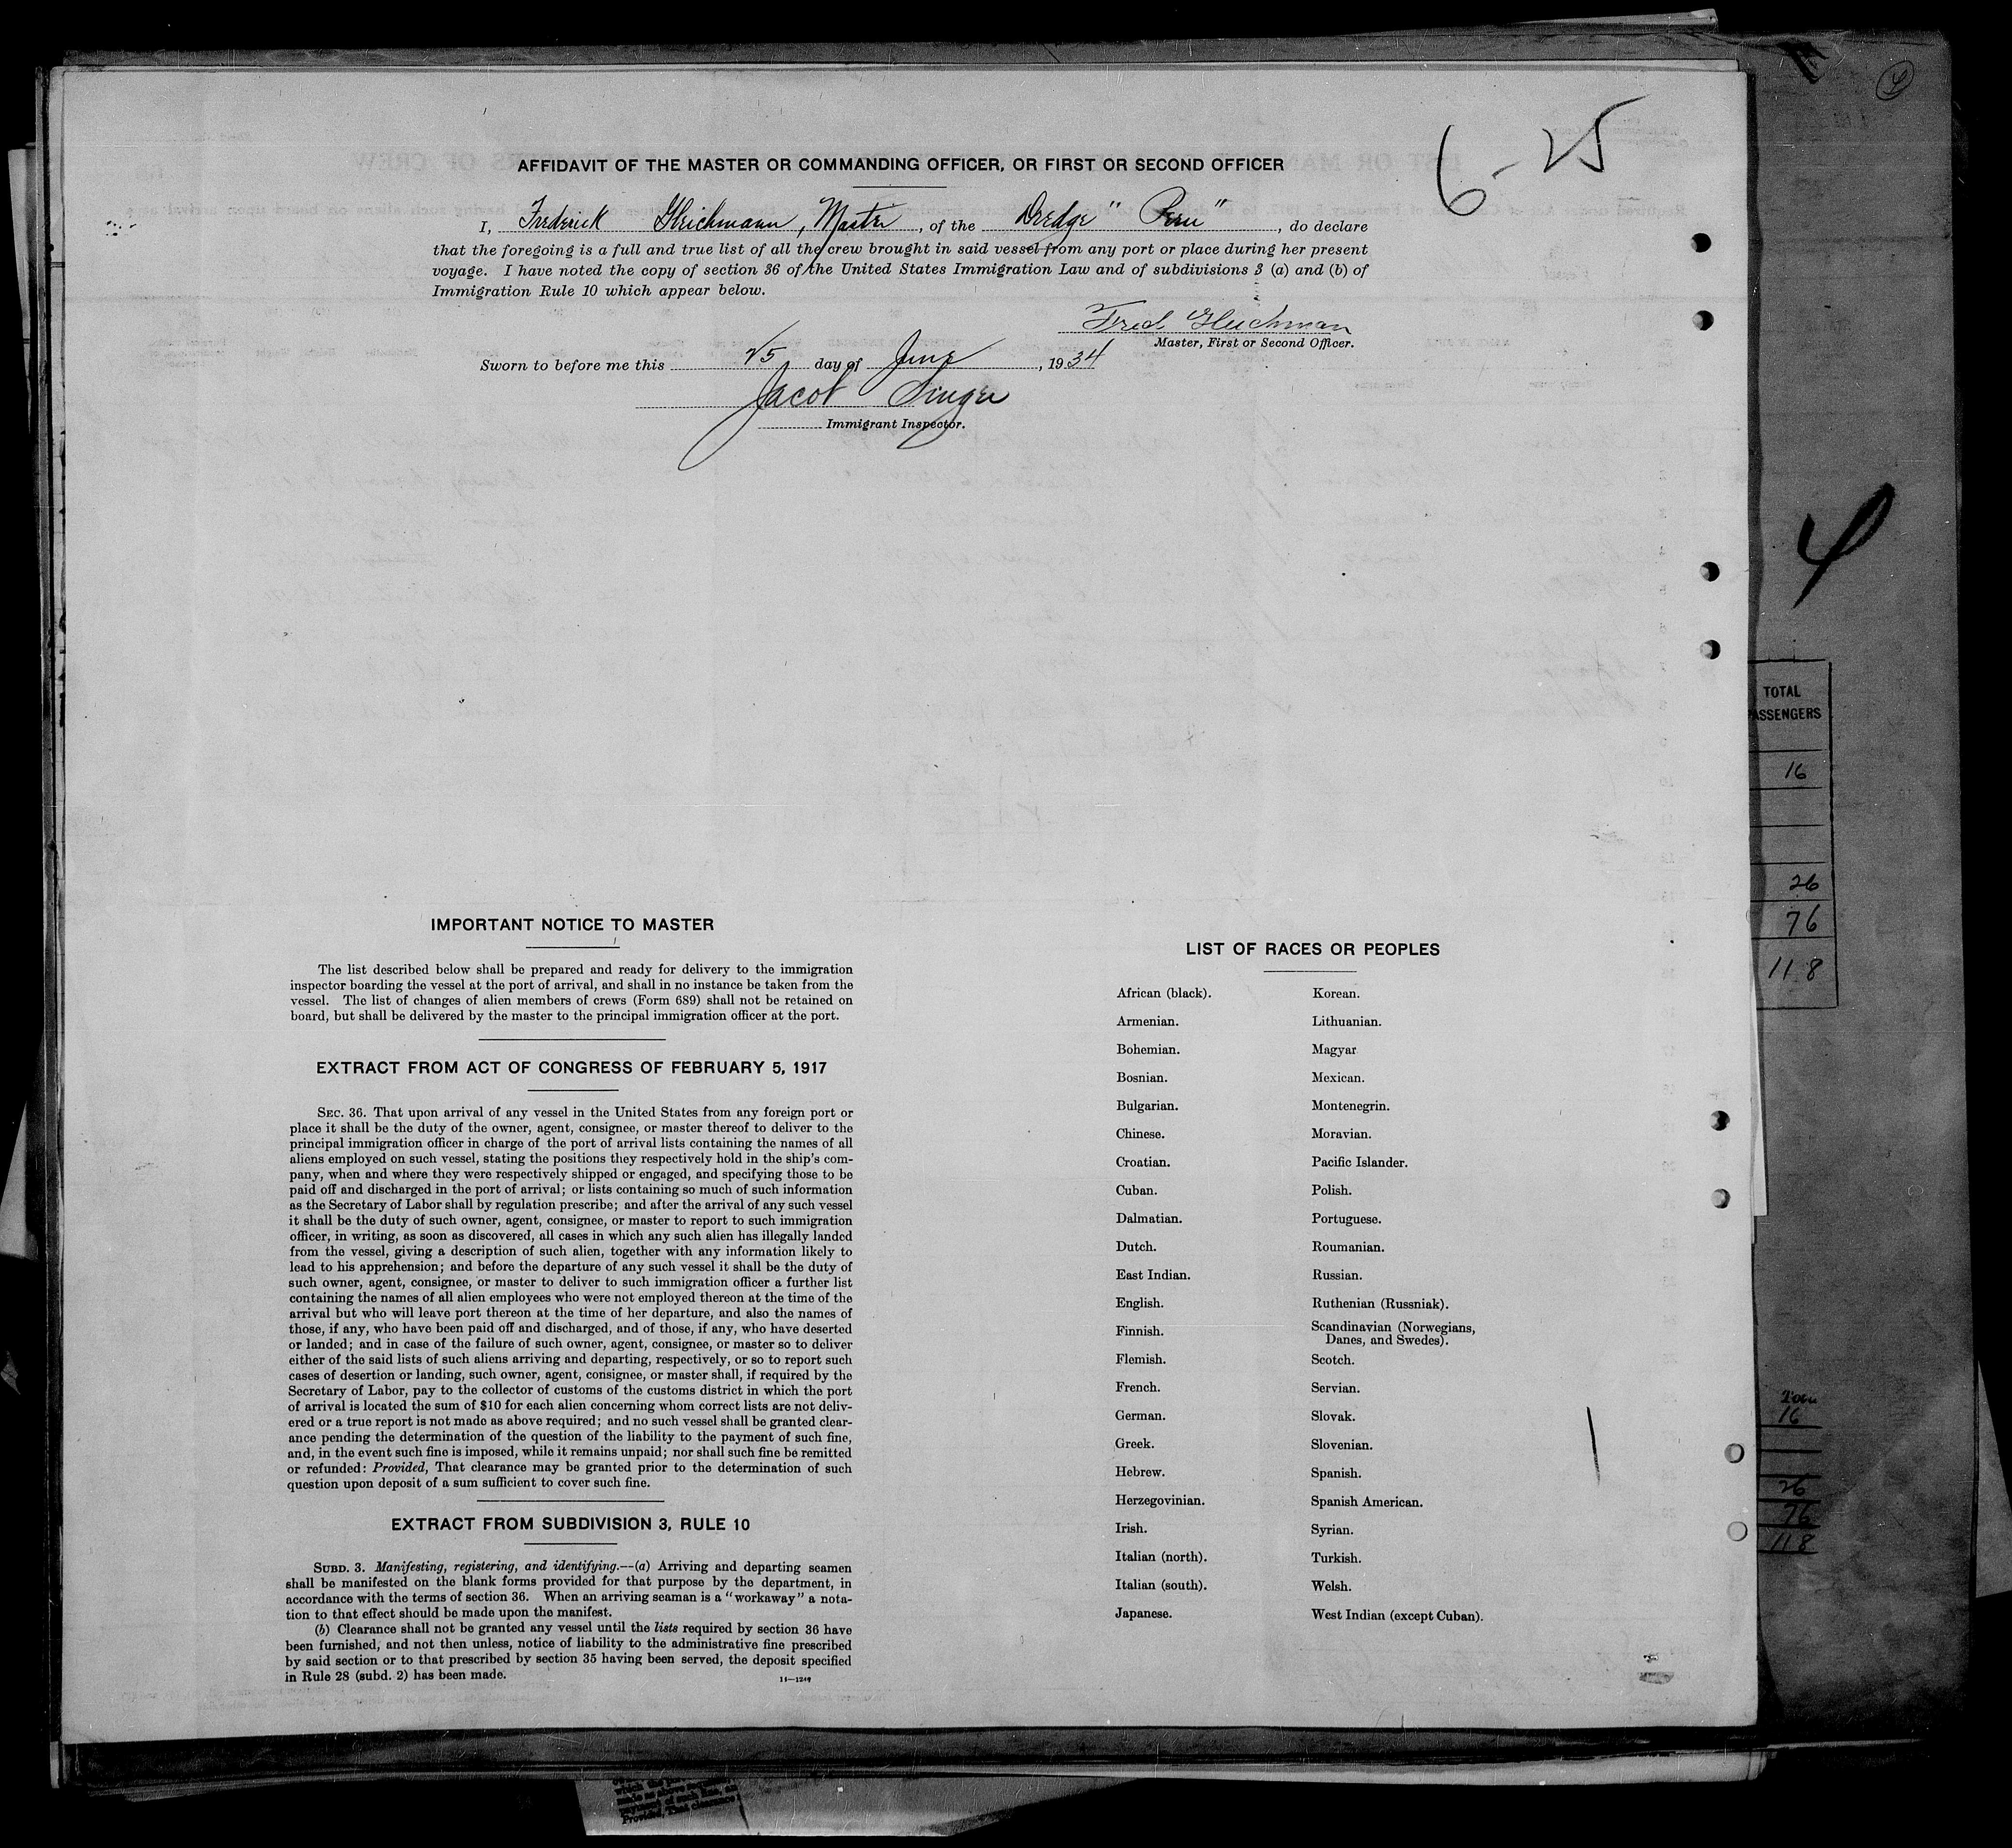 6-25
AFFIDAVIT OF THE MASTER OR COMMANDING OFFICER, OR FIRST OR SECOND OFFICER
I, Frederick Gleichmann, Master, of the Dredge "Peru", do declare
that the foregoing is a full and true list of all the crew brought in said vessel from any port or place during her present
voyage. I have noted the copy of section 36 of the United States Immigration Law and of subdivisions 3 (a) and (b) of
Immigration Rule 10 which appear below.
Fred Gleichman
Master, First or Second Officer.
Sworn to before me this 25 day of June, 1934
Jacob Singer
Immigrant Inspector.
IMPORTANT NOTICE TO MASTER
The list described below shall be prepared and ready for delivery to the immigration
inspector boarding the vessel at the port of arrival, and shall in no instance be taken from the
vessel. The list of changes of alien members of crews (Form 689) shall not be retained on
board, but shall be delivered by the master to the principal immigration officer at the port.
EXTRACT FROM ACT OF CONGRESS OF FEBRUARY 5, 1917
SEC. 36. That upon arrival of any vessel in the United States from any foreign port or
place it shall be the duty of the owner, agent, consignee, or master thereof to deliver to the
principal immigration officer in charge of the port of arrival lists containing the names of all
aliens employed on such vessel, stating the positions they respectively hold in the ship's com-
pany, when and where they were respectively shipped or engaged, and specifying those to be
paid off and discharged in the port of arrival; or lists containing so much of such information
as the Secretary of Labor shall by regulation prescribe; and after the arrival of any such vessel
it shall be the duty of such owner, agent, consignee, or master to report to such immigration
officer, in writing, as soon as discovered, all cases in which any such alien has illegally landed
from the vessel, giving a description of such alien, together with any information likely to
lead to his apprehension; and before the departure of any such vessel it shall be the duty of
such owner, agent, consignee, or master to deliver to such immigration officer a further list
containing the names of all alien employees who were not employed thereon at the time of the
arrival but who will leave port thereon at the time of her departure, and also the names of
those, if any, who have been paid off and discharged, and of those, if any, who have deserted
or landed; and in case of the failure of such owner, agent, consignee, or master so to deliver
either of the said lists of such aliens arriving and departing, respectively, or so to report such
cases of desertion or landing, such owner, agent, consignee, or master shall, if required by the
Secretary of Labor, pay to the collector of customs of the customs district in which the port
of arrival is located the sum of $10 for each alien concerning whom correct lists are not deliv-
ered or a true report is not made as above required; and no such vessel shall be granted clear-
ance pending the determination of the question of the liability to the payment of such fine,
and, in the event such fine is imposed, while it remains unpaid; nor shall such fine be remitted
or refunded: Provided, That clearance may be granted prior to the determination of such
question upon deposit of a sum sufficient to cover such fine.
EXTRACT FROM SUBDIVISION 3, RULE 10
SUBD. 3. Manifesting, registering, and identifying.—(a) Arriving and departing seamen
shall be manifested on the blank forms provided for that purpose by the department, in
accordance with the terms of section 36. When an arriving seaman is a "workaway" a nota-
tion to that effect should be made upon the manifest.
(b) Clearance shall not be granted any vessel until the lists required by section 36 have
been furnished, and not then unless, notice of liability to the administrative fine prescribed
by said section or to that prescribed by section 35 having been served, the deposit specified
in Rule 28 (subd. 2) has been made.
LIST OF RACES OR PEOPLES
African (black). Korean.
Armenian. Lithuanian.
Bohemian. Magyar
Bosnian. Mexican.
Bulgarian. Montenegrin.
Chinese. Moravian.
Croatian. Pacific Islander.
Cuban. Polish.
Dalmatian. Portuguese.
Dutch. Roumanian.
East Indian. Russian.
English. Ruthenian (Russniak).
Finnish. Scandinavian (Norwegians,
Danes, and Swedes).
Flemish. Scotch.
French. Servian.
German. Slovak.
Greek. Slovenian.
Hebrew. Spanish.
Herzegovinian. Spanish American.
Irish. Syrian.
Italian (north). Turkish.
Italian (south). Welsh.
Japanese. West Indian (except Cuban).
4
TOTAL
PASSENGERS
16
26
76
118
16
26
76
118